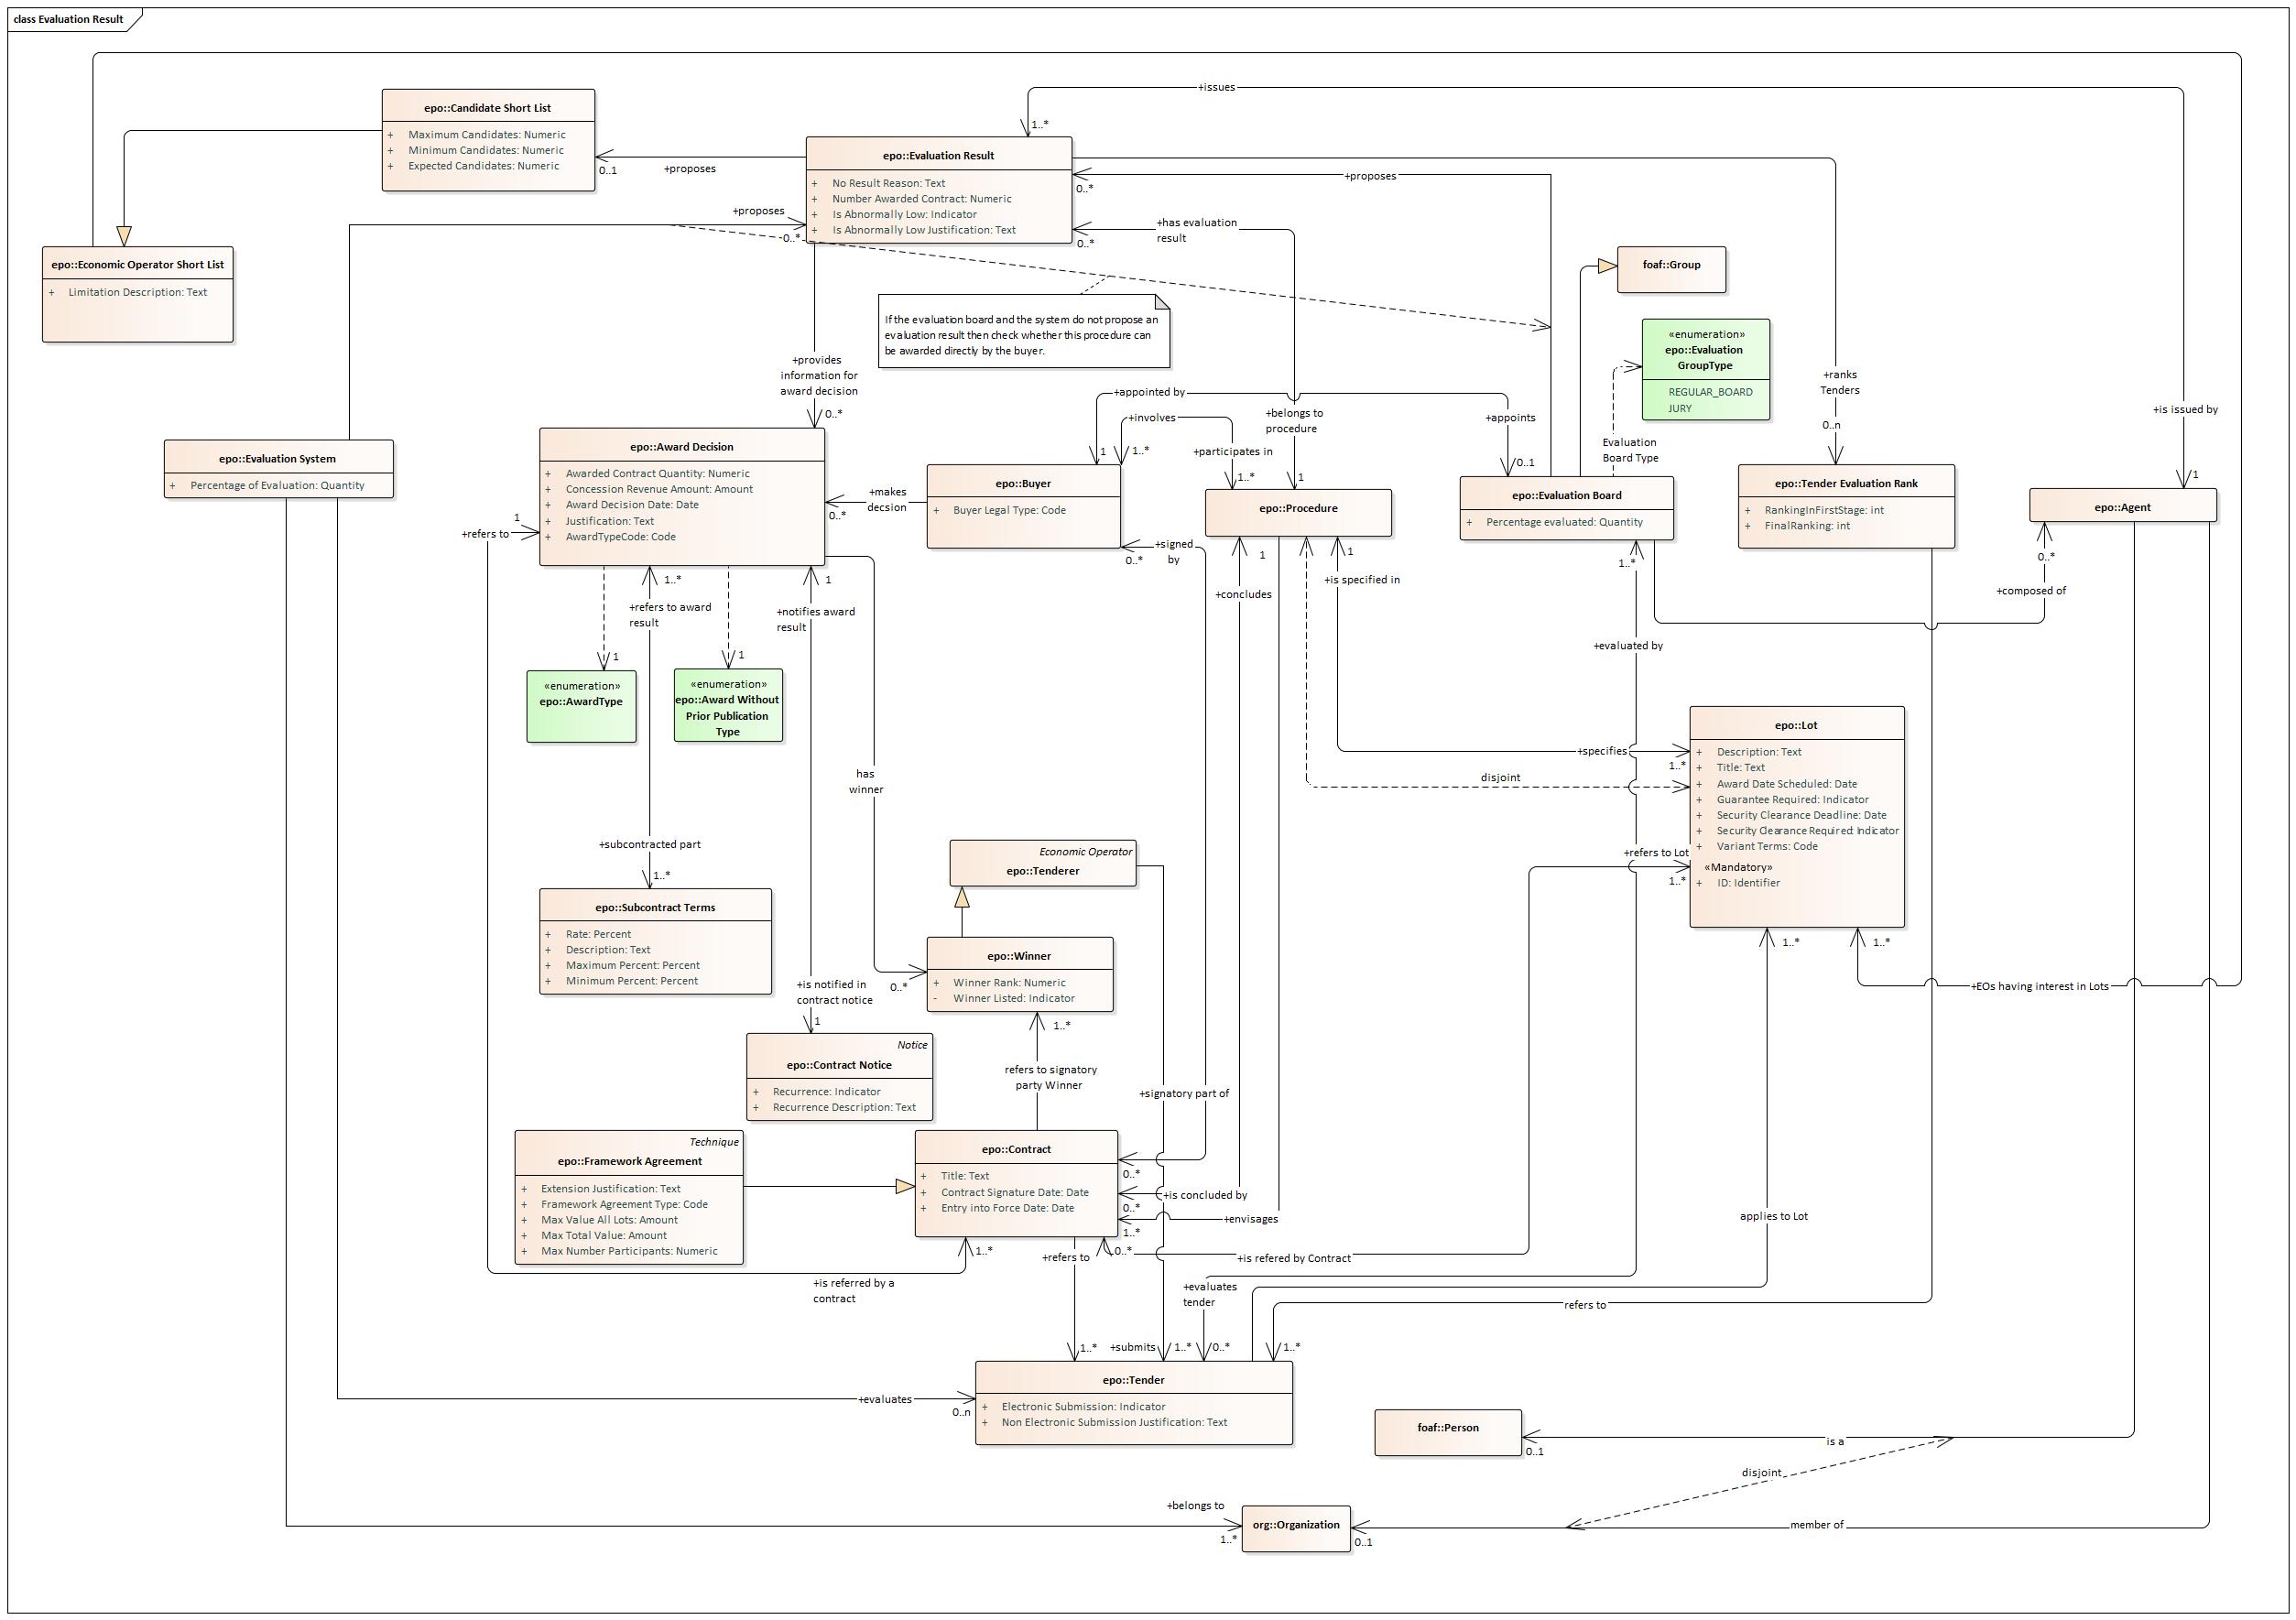 class Evaluation Result
+issues
1..*
epo::Candidate Short List
+ Maximum Candidates: Numeric
+ Minimum Candidates: Numeric
+ Expected Candidates: Numeric
0..1
+proposes
epo::Evaluation Result
+ No Result Reason: Text
+ Number Awarded Contract: Numeric
+ Is Abnormally Low: Indicator
+ Is Abnormally Low Justification: Text
0..*
+proposes
+proposes
0..*
+has evaluation
result
0..*
epo::Economic Operator Short List
+ Limitation Description: Text
foaf::Group
If the evaluation board and the system do not propose an
evaluation result then check whether this procedure can
be awarded directly by the buyer.
«enumeration»
epo::Evaluation
GroupType
REGULAR_BOARD
JURY
+provides
information for
award decision
0..*
+ranks
Tenders
0..n
+is issued by
1
+appointed by
1
+involves
1..*
+participates in
1..*
+belongs to
procedure
1
+appoints
0..1
Evaluation
Board Type
epo::Evaluation System
+ Percentage of Evaluation: Quantity
epo::Award Decision
+ Awarded Contract Quantity: Numeric
+ Concession Revenue Amount: Amount
+ Award Decision Date: Date
+ Justification: Text
+ AwardTypeCode: Code
+makes
decsion
0..*
epo::Buyer
+ Buyer Legal Type: Code
epo::Procedure
epo::Evaluation Board
+ Percentage evaluated: Quantity
epo::Tender Evaluation Rank
+ RankingInFirstStage: int
+ FinalRanking: int
epo::Agent
1
+refers to
+signed
by
0..*
1
+concludes
1
+is specified in
1..*
0..*
+composed of
1..*
+refers to award
result
1
+notifies award
result
+evaluated by
1
«enumeration»
epo::AwardType
1
«enumeration»
epo::Award Without
Prior Publication
Type
epo::Lot
+ Description: Text
+ Title: Text
+ Award Date Scheduled: Date
+ Guarantee Required: Indicator
+ Security Clearance Deadline: Date
+ Security Clearance Required: Indicator
+ Variant Terms: Code
«Mandatory»
+ ID: Identifier
+specifies
1..*
disjoint
+refers to Lot
1..*
has
winner
+subcontracted part
1..*
Economic Operator
epo::Tenderer
epo::Subcontract Terms
+ Rate: Percent
+ Description: Text
+ Maximum Percent: Percent
+ Minimum Percent: Percent
0..*
epo::Winner
+ Winner Rank: Numeric
- Winner Listed: Indicator
1..*
1..*
1..*
+EOs having interest in Lots
+is notified in
contract notice
1
Notice
epo::Contract Notice
+ Recurrence: Indicator
+ Recurrence Description: Text
refers to signatory
party Winner
+signatory part of
Technique
epo::Framework Agreement
+ Extension Justification: Text
+ Framework Agreement Type: Code
+ Max Value All Lots: Amount
+ Max Total Value: Amount
+ Max Number Participants: Numeric
epo::Contract
+ Title: Text
+ Contract Signature Date: Date
+ Entry into Force Date: Date
0..*
+is concluded by
0..*
+envisages
1..*
applies to Lot
1..*
+refers to
0..*
+is refered by Contract
+is referred by a
contract
+evaluates
tender
refers to
1..*
+submits
1..*
0..*
1..*
epo::Tender
+ Electronic Submission: Indicator
+ Non Electronic Submission Justification: Text
+evaluates
0..n
foaf::Person
0..1
is a
disjoint
+belongs to
1..*
org::Organization
0..1
member of